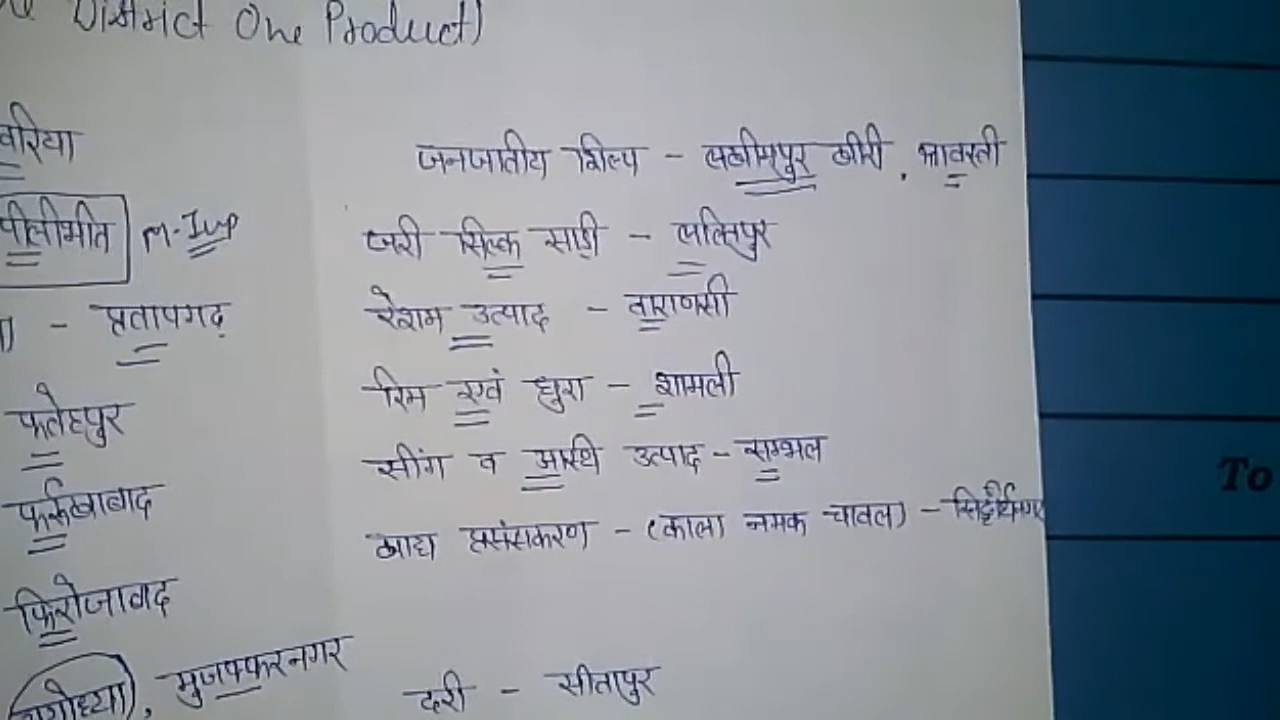 District One Product)
वरिया
पीलीभीत M. Imp
- प्रतापगढ़
फतेहपुर
फर्रुखाबाद
फिरोजाबाद
अयोध्या), मुजफ्फरनगर
जनजातीय शिल्प - लखीमपुर खीरी, श्रावस्ती
जरी सिल्क साड़ी - ललितपुर
रेशम उत्पाद - वाराणसी
रिम एवं धुरा - शामली
सींग व अस्थि उत्पाद - सम्भल
खाद्य प्रसंसकरण - (काला नमक चावल) - सिद्वार्थनगर
दरी - सीतापुर
To